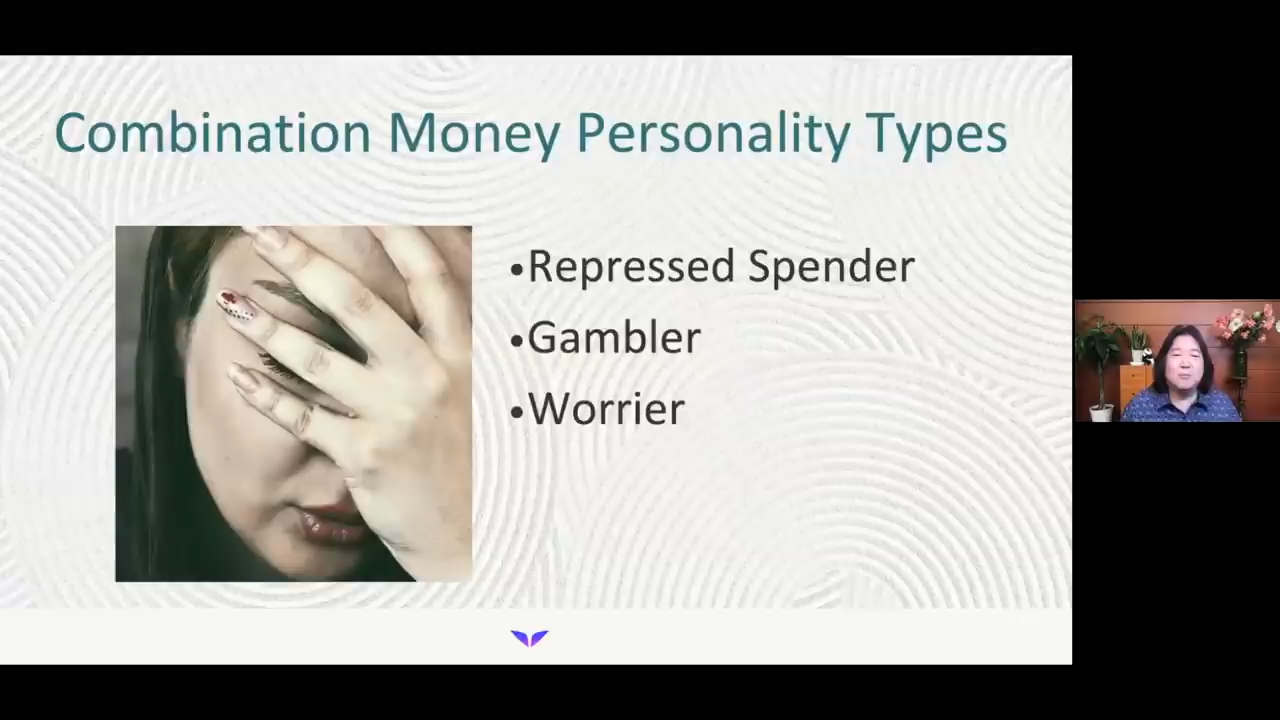 Combination Money Personality Types
•Repressed Spender
•Gambler
•Worrier